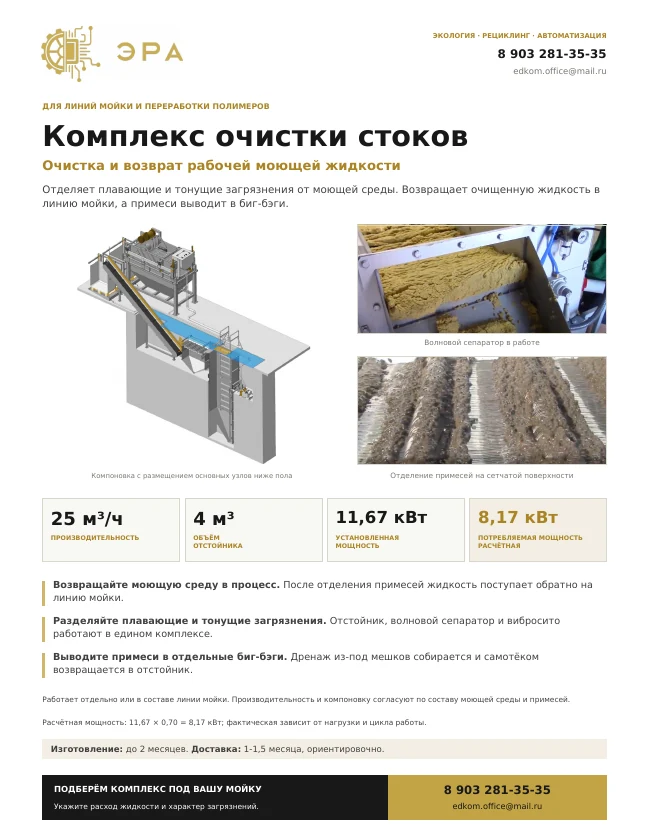 ЭРА
ЭКОЛОГИЯ · РЕЦИКЛИНГ · АВТОМАТИЗАЦИЯ
8 903 281-35-35
edkom.office@mail.ru
ДЛЯ ЛИНИЙ МОЙКИ И ПЕРЕРАБОТКИ ПОЛИМЕРОВ
Комплекс очистки стоков
Очистка и возврат рабочей моющей жидкости
Отделяет плавающие и тонущие загрязнения от моющей среды. Возвращает очищенную жидкость в
линию мойки, а примеси выводит в биг-бэги.
Волновой сепаратор в работе
Компоновка с размещением основных узлов ниже пола
Отделение примесей на сетчатой поверхности
25 м³/ч
ПРОИЗВОДИТЕЛЬНОСТЬ
4 м³
ОБЪЁМ
ОТСТОЙНИКА
11,67 кВт
УСТАНОВЛЕННАЯ
МОЩНОСТЬ
8,17 кВт
ПОТРЕБЛЯЕМАЯ МОЩНОСТЬ
РАСЧЁТНАЯ
Возвращайте моющую среду в процесс. После отделения примесей жидкость поступает обратно на
линию мойки.
Разделяйте плавающие и тонущие загрязнения. Отстойник, волновой сепаратор и вибросито
работают в едином комплексе.
Выводите примеси в отдельные биг-бэги. Дренаж из-под мешков собирается и самотёком
возвращается в отстойник.
Работает отдельно или в составе линии мойки. Производительность и компоновку согласуют по составу моющей среды и примесей.
Расчётная мощность: 11,67 × 0,70 = 8,17 кВт; фактическая зависит от нагрузки и цикла работы.
Изготовление: до 2 месяцев. Доставка: 1-1,5 месяца, ориентировочно.
ПОДБЕРЁМ КОМПЛЕКС ПОД ВАШУ МОЙКУ
Укажите расход жидкости и характер загрязнений.
8 903 281-35-35
edkom.office@mail.ru